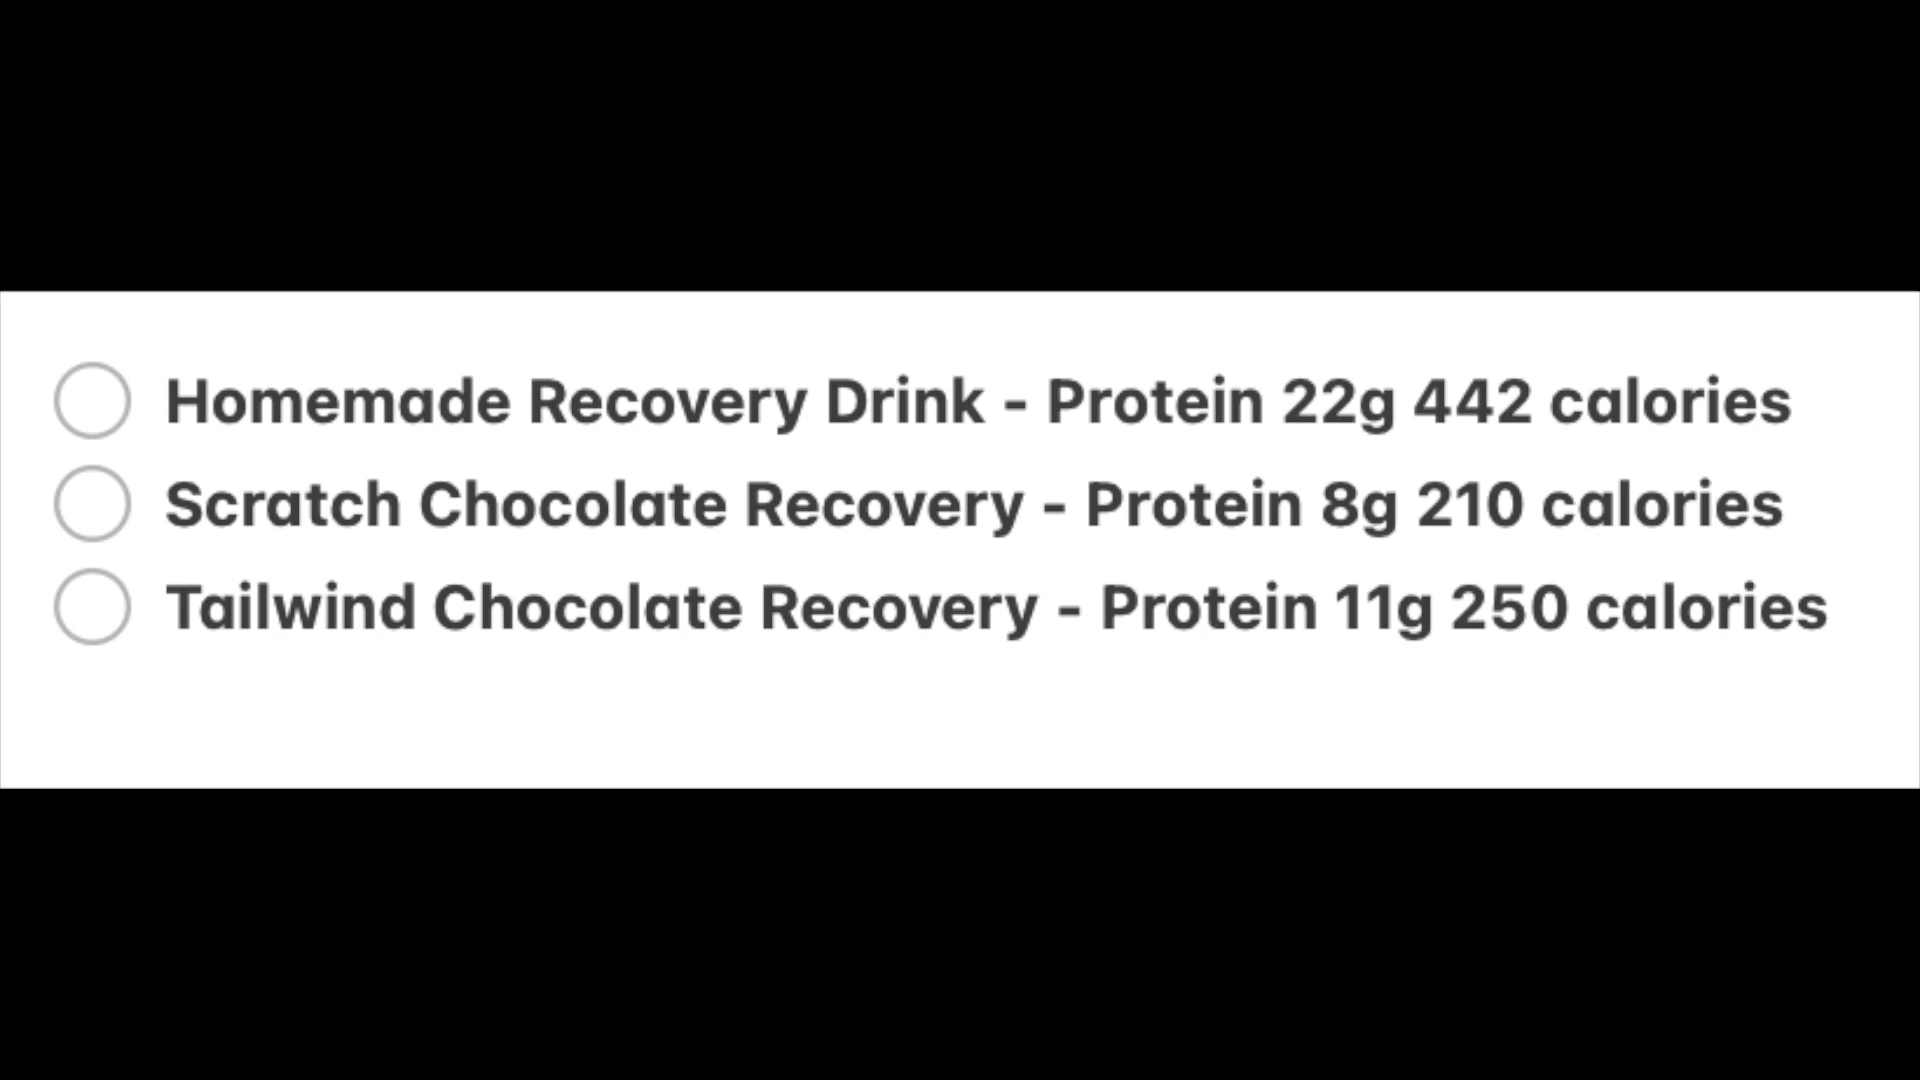 Homemade Recovery Drink - Protein 22g 442 calories
Scratch Chocolate Recovery - Protein 8g 210 calories
Tailwind Chocolate Recovery - Protein 11g 250 calories